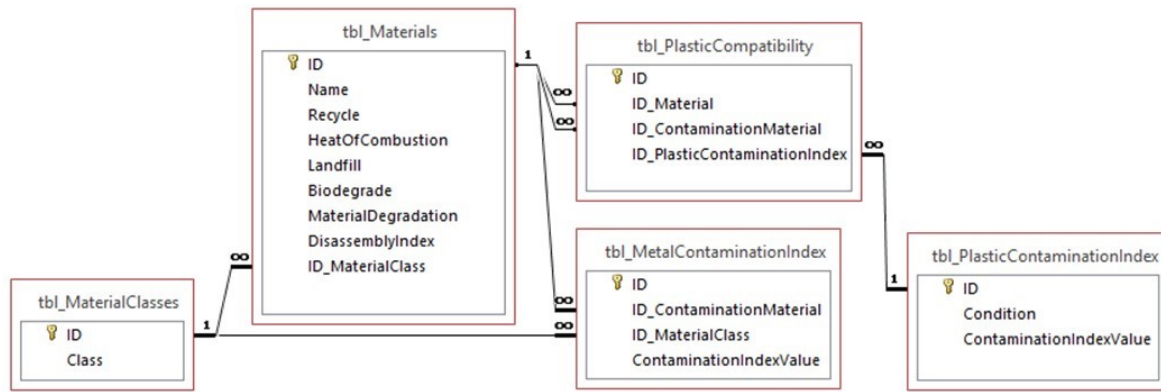 tbl_Materials
ID
Name
Recycle
HeatOfCombustion
Landfill
Biodegrade
MaterialDegradation
DisassemblyIndex
ID_MaterialClass
tbl_PlasticCompatibility
ID
ID_Material
ID_ContaminationMaterial
ID_PlasticContaminationIndex
tbl_MaterialClasses
ID
Class
tbl_MetalContaminationIndex
ID
ID_ContaminationMaterial
ID_MaterialClass
ContaminationIndexValue
tbl_PlasticContaminationIndex
ID
Condition
ContaminationIndexValue
1
∞
∞
∞
1
∞
1
∞
∞